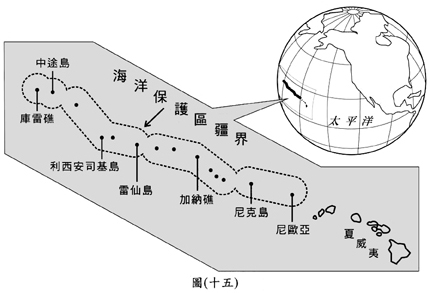 中途島
海洋保護區疆界
庫雷礁
太平洋
利西安司基島
雷仙島
加納礁
尼克島
尼歐亞
夏威夷
圖(十五)